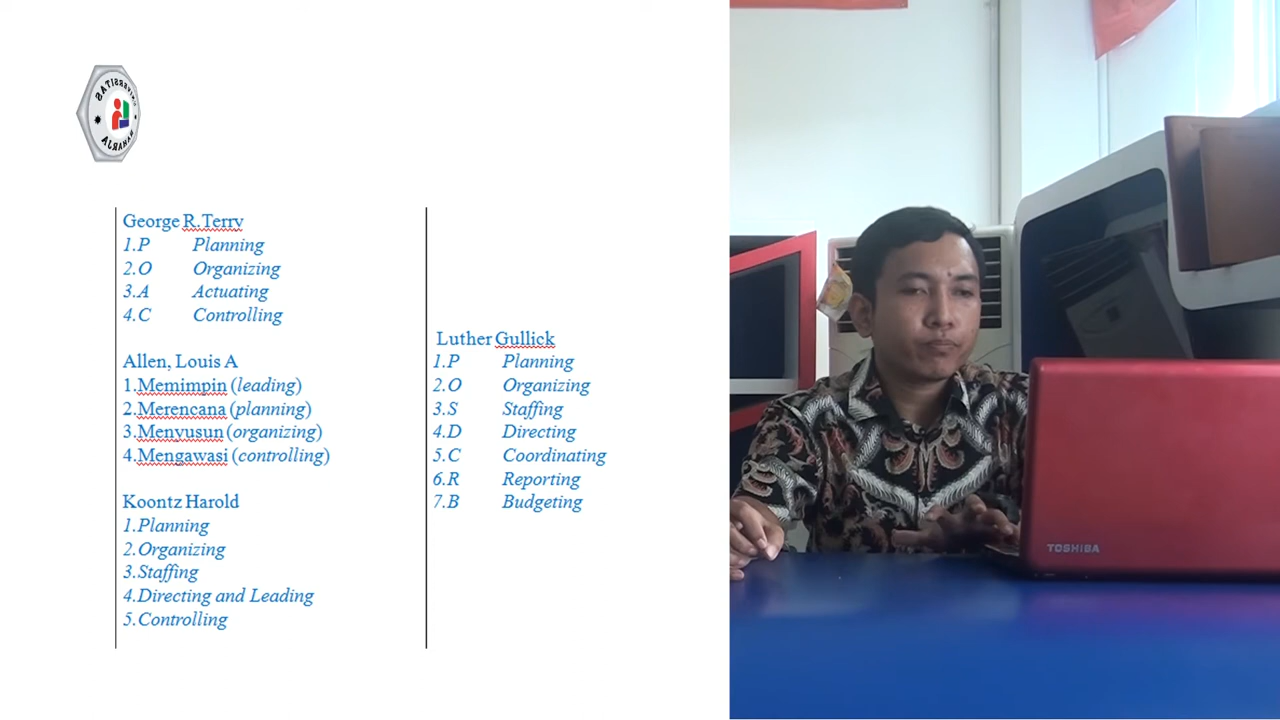 UNIVERSITAS
RAHARJA
George R.Terry
1.P Planning
2.O Organizing
3.A Actuating
4.C Controlling
Allen, Louis A
1.Memimpin (leading)
2.Merencana (planning)
3.Menyusun (organizing)
4.Mengawasi (controlling)
Koontz Harold
1.Planning
2.Organizing
3.Staffing
4.Directing and Leading
5.Controlling
Luther Gullick
1.P Planning
2.O Organizing
3.S Staffing
4.D Directing
5.C Coordinating
6.R Reporting
7.B Budgeting
TOSHIBA